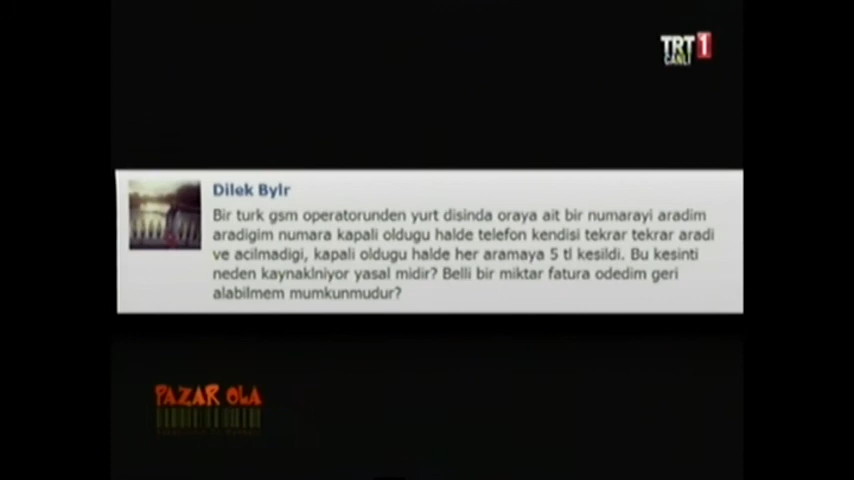 TRT 1
CANLI
Dilek Bylr
Bir turk gsm operatorunden yurt disinda oraya ait bir numarayi aradim
aradigim numara kapali oldugu halde telefon kendisi tekrar tekrar aradi
ve acilmadigi, kapali oldugu halde her aramaya 5 tl kesildi. Bu kesinti
neden kaynaklniyor yasal midir? Belli bir miktar fatura odedim geri
alabilmem mumkunmudur?
PAZAR OLA